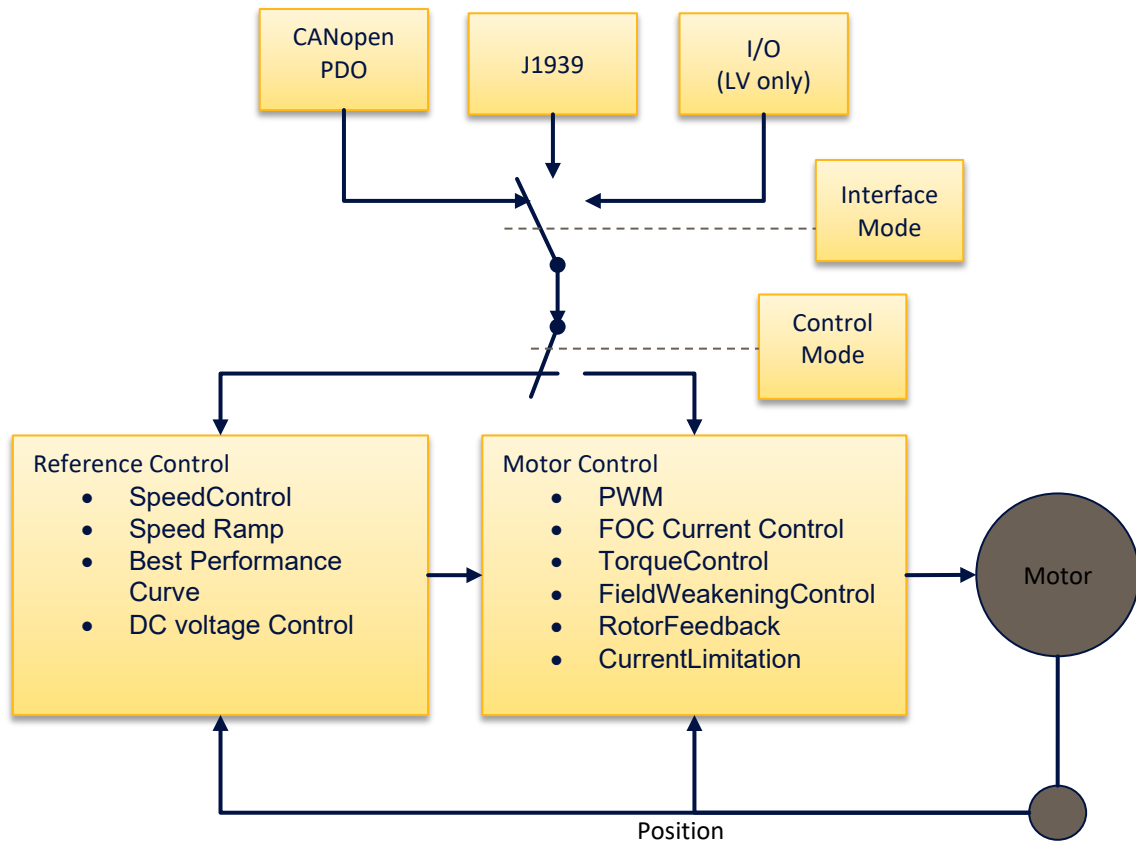 CANopen
PDO
J1939
I/O
(LV only)
Interface
Mode
Control
Mode
Reference Control
• SpeedControl
• Speed Ramp
• Best Performance
Curve
• DC voltage Control
Motor Control
• PWM
• FOC Current Control
• TorqueControl
• FieldWeakeningControl
• RotorFeedback
• CurrentLimitation
Motor
Position